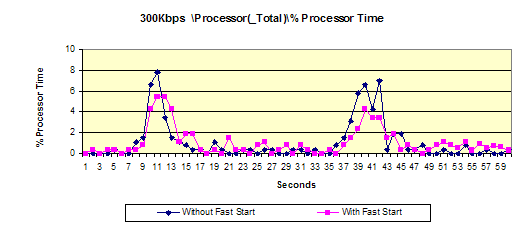 300Kbps \Processor(_Total)\% Processor Time
% Processor Time
10
8
6
4
2
0
1 3 5 7 9 11 13 15 17 19 21 23 25 27 29 31 33 35 37 39 41 43 45 47 49 51 53 55 57 59
Seconds
Without Fast Start With Fast Start